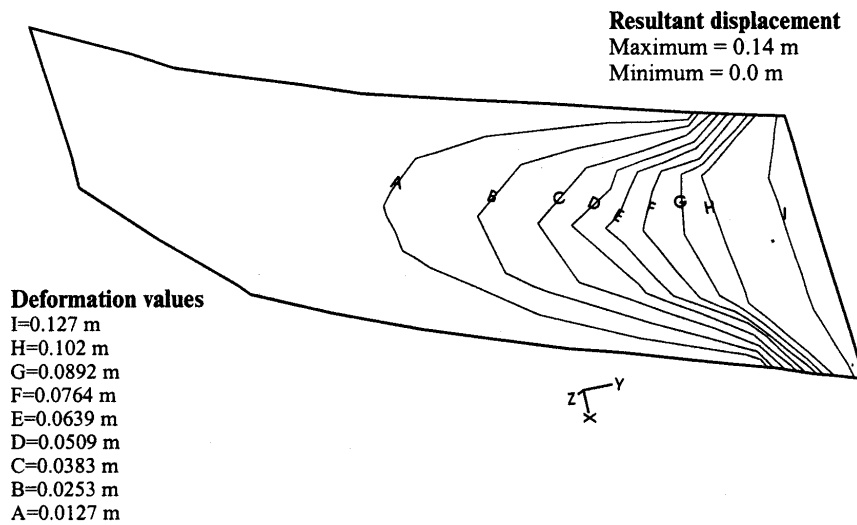 Resultant displacement
Maximum = 0.14 m
Minimum = 0.0 m
A
B
C
D
E
F
G
H
I
Deformation values
I=0.127 m
H=0.102 m
G=0.0892 m
F=0.0764 m
E=0.0639 m
D=0.0509 m
C=0.0383 m
B=0.0253 m
A=0.0127 m
Z
Y
X